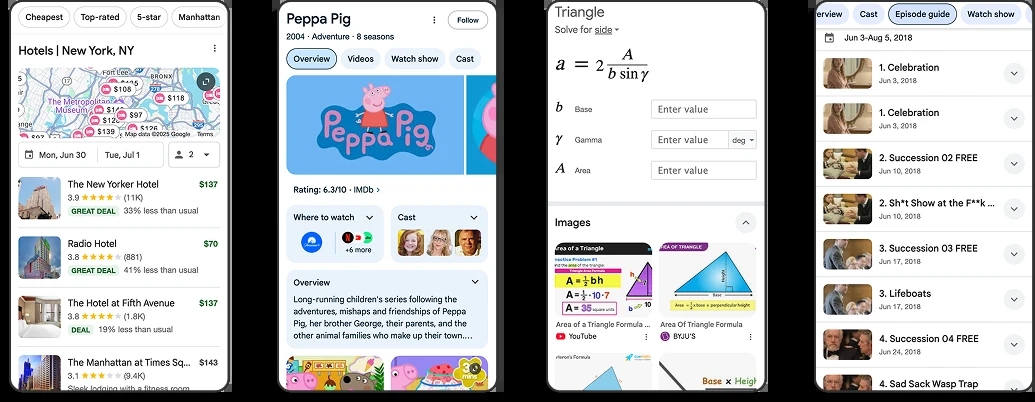 Cheapest
Top-rated
5-star
Manhattan
Hotels | New York, NY
Fort Lee
BRONX
The Metropolitan
Museum
$108
$118
$97
$126
$139
Map data ©2025 Google
Terms
Mon, Jun 30
Tue, Jul 1
2
The New Yorker Hotel
$137
3.9 (11K)
GREAT DEAL 33% less than usual
Radio Hotel
$70
3.8 (881)
GREAT DEAL 41% less than usual
The Hotel at Fifth Avenue
$137
3.8 (1.8K)
DEAL 19% less than usual
The Manhattan at Times Sq...
$143
3.1 (9.4K)
Sleek lodging with a fitness room
Peppa Pig
Follow
2004 · Adventure · 8 seasons
Overview
Videos
Watch show
Cast
Peppa Pig
Rating: 6.3/10 · IMDb >
Where to watch
+6 more
Cast
Overview
Long-running children's series following the
adventures, mishaps and friendships of Peppa
Pig, her brother George, their parents, and the
other animal families who make up their town....
30
mins
Triangle
Solve for side
a = 2 A / b sin γ
b Base Enter value
γ Gamma Enter value deg
A Area Enter value
Images
Area of a Triangle
Practice Problem #1
Triangle Area Formula
A = ½ bh
A = ½ · 10 · 7
A = 35 square units
h
b 10
Area of a Triangle Formula ...
YouTube
AREA OF TRIANGLE
Height
Base
Area = ½ x base x perpendicular height
Area Of Triangle Formula
BYJU'S
Heron's Formula
Base x Heigh
erview
Cast
Episode guide
Watch show
Jun 3-Aug 5, 2018
1. Celebration
Jun 3, 2018
1. Celebration
Jun 3, 2018
2. Succession 02 FREE
Jun 10, 2018
2. Sh*t Show at the F**k ...
Jun 10, 2018
3. Succession 03 FREE
Jun 17, 2018
3. Lifeboats
Jun 17, 2018
4. Succession 04 FREE
Jun 24, 2018
4. Sad Sack Wasp Trap